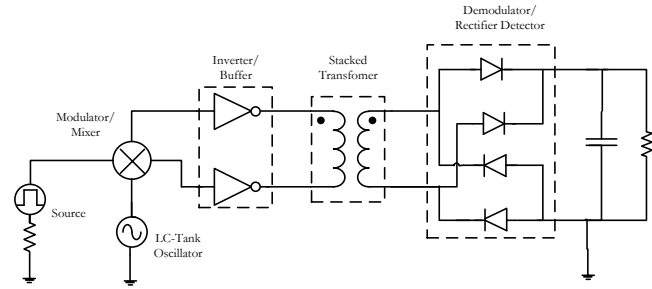 Demodulator/
Rectifier Detector
Inverter/
Buffer
Stacked
Transfomer
Modulator/
Mixer
Source
LC-Tank
Oscillator